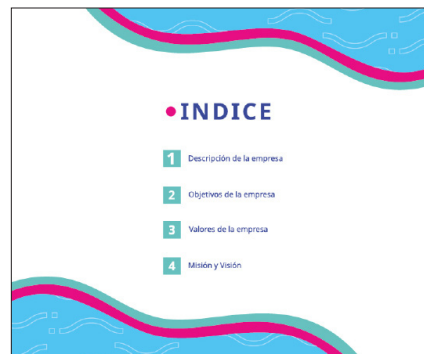 •INDICE
1 Descripción de la empresa
2 Objetivos de la empresa
3 Valores de la empresa
4 Misión y Visión